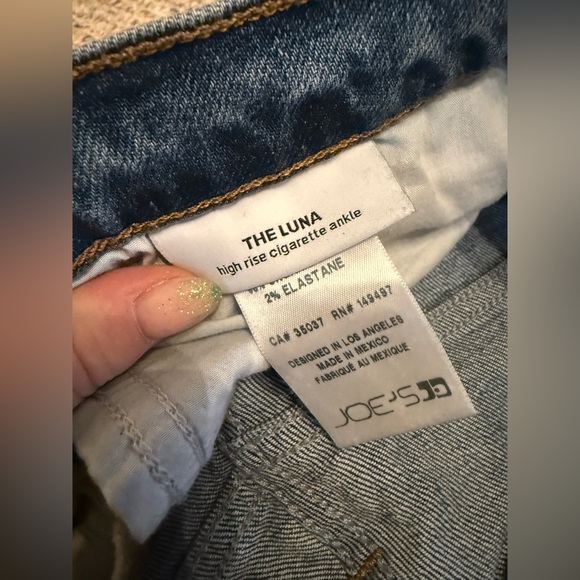 THE LUNA
high rise cigarette ankle
2% ELASTANE
CA# 35037 RN# 149497
DESIGNED IN LOS ANGELES
MADE IN MEXICO
FABRIQUÉ AU MEXIQUE
JOE'S